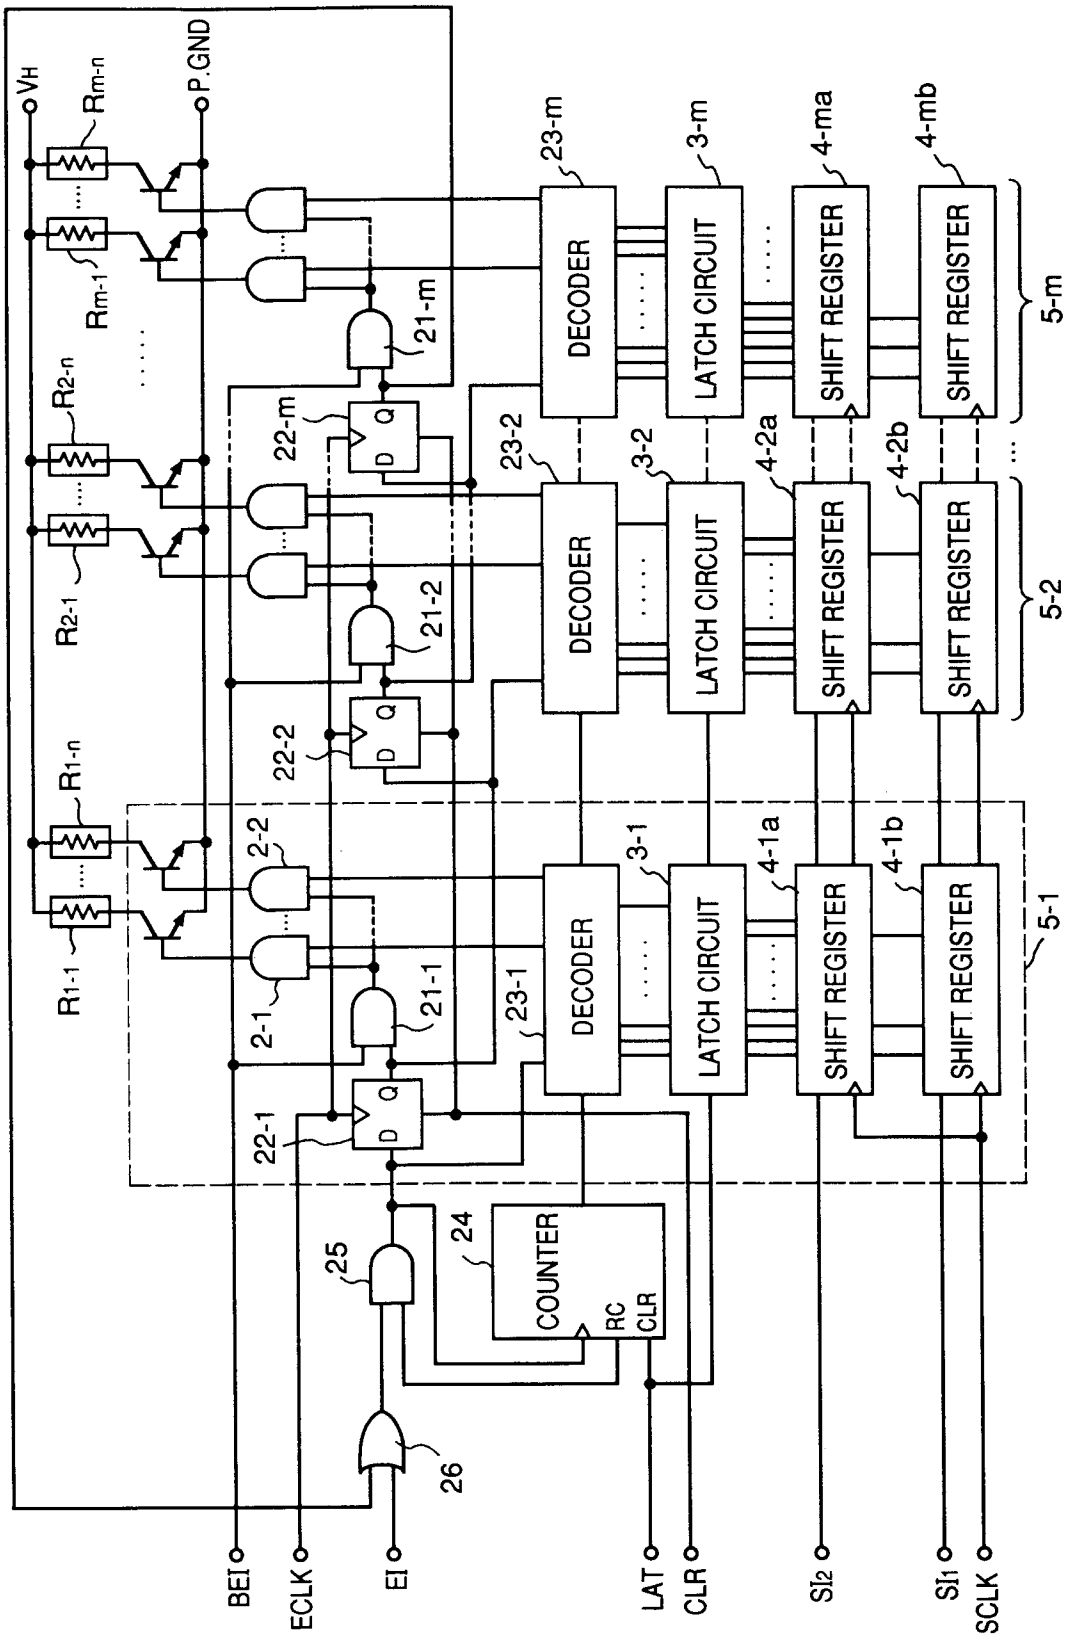 VH
P.GND
R1-1
R1-n
R2-1
R2-n
Rm-1
Rm-n
2-1
2-2
21-1
21-2
21-m
22-1
22-2
22-m
D
Q
D
Q
D
Q
BEI
ECLK
EI
26
25
24
COUNTER
RC
CLR
LAT
CLR
SI2
SI1
SCLK
23-1
DECODER
23-2
DECODER
23-m
DECODER
3-1
LATCH CIRCUIT
3-2
LATCH CIRCUIT
3-m
LATCH CIRCUIT
4-1a
SHIFT REGISTER
4-2a
SHIFT REGISTER
4-ma
SHIFT REGISTER
4-1b
SHIFT REGISTER
4-2b
SHIFT REGISTER
4-mb
SHIFT REGISTER
5-1
5-2
5-m